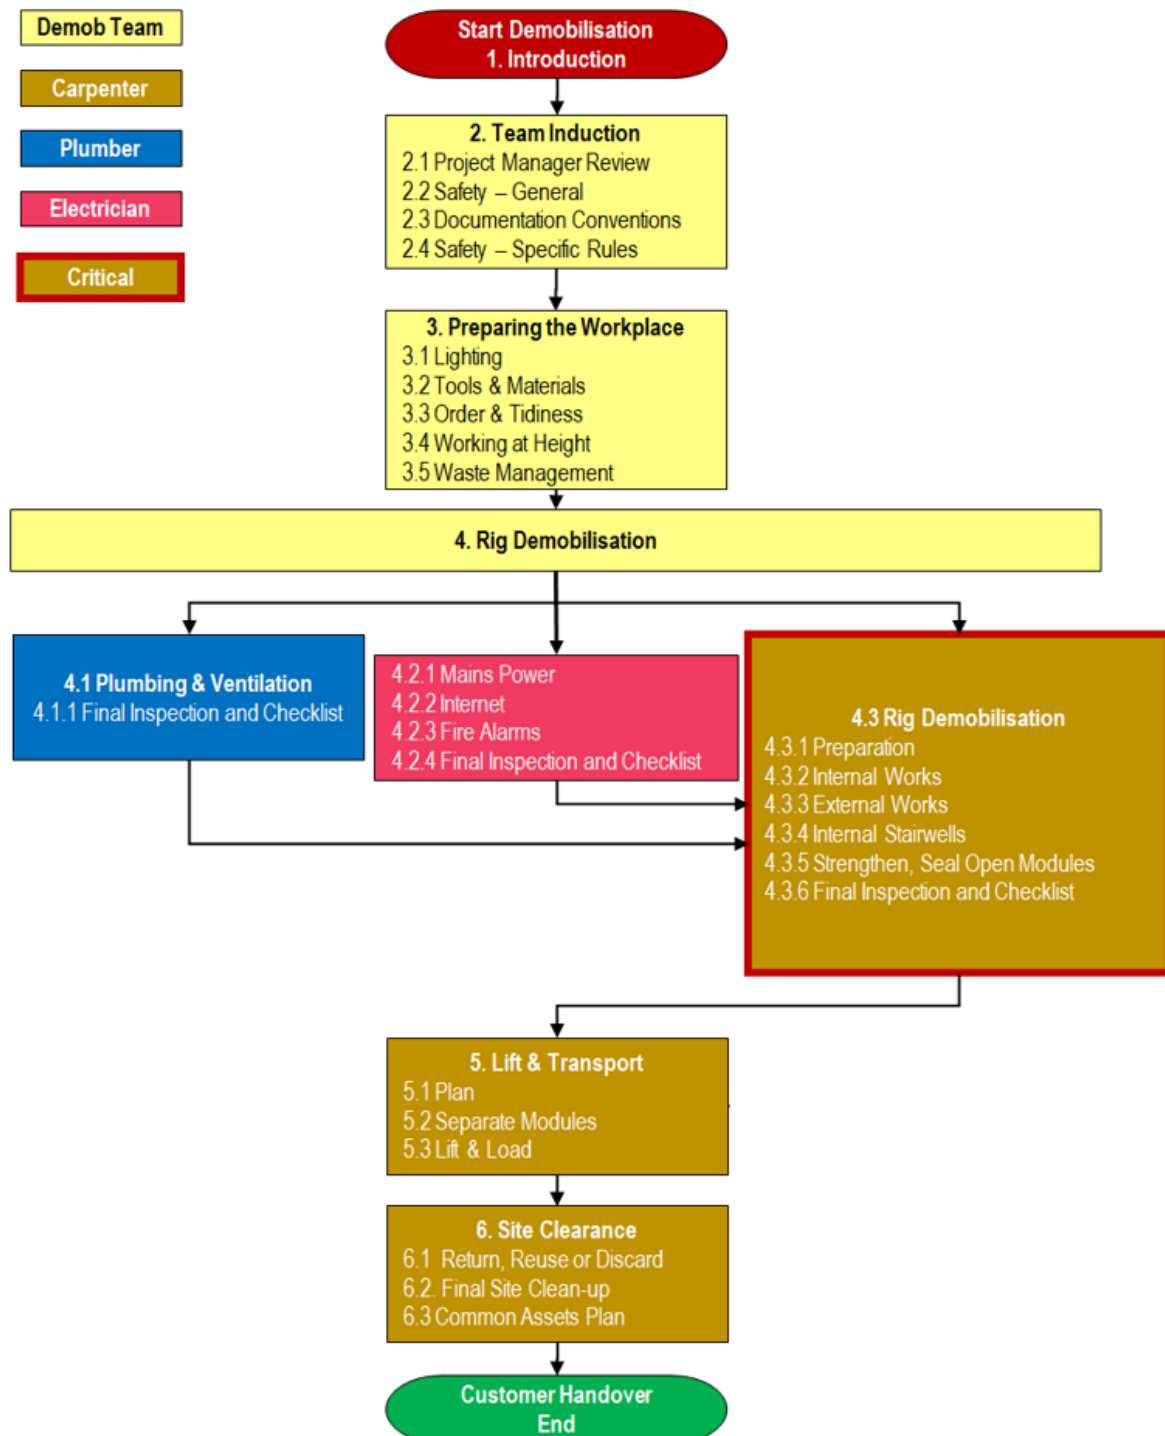 Demob Team
Carpenter
Plumber
Electrician
Critical
Start Demobilisation
1. Introduction
2. Team Induction
2.1 Project Manager Review
2.2 Safety – General
2.3 Documentation Conventions
2.4 Safety – Specific Rules
3. Preparing the Workplace
3.1 Lighting
3.2 Tools & Materials
3.3 Order & Tidiness
3.4 Working at Height
3.5 Waste Management
4. Rig Demobilisation
4.1 Plumbing & Ventilation
4.1.1 Final Inspection and Checklist
4.2.1 Mains Power
4.2.2 Internet
4.2.3 Fire Alarms
4.2.4 Final Inspection and Checklist
4.3 Rig Demobilisation
4.3.1 Preparation
4.3.2 Internal Works
4.3.3 External Works
4.3.4 Internal Stairwells
4.3.5 Strengthen, Seal Open Modules
4.3.6 Final Inspection and Checklist
5. Lift & Transport
5.1 Plan
5.2 Separate Modules
5.3 Lift & Load
6. Site Clearance
6.1 Return, Reuse or Discard
6.2. Final Site Clean-up
6.3 Common Assets Plan
Customer Handover
End